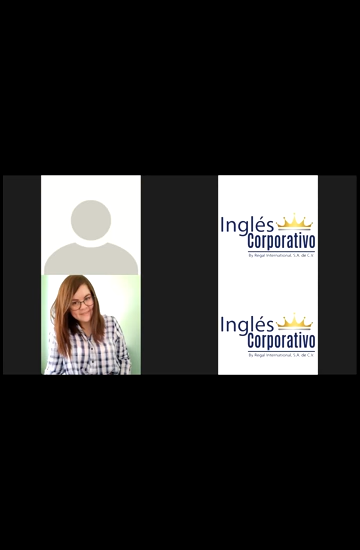 Inglés
Corporativo
By Regal International, S.A. de C.V.
Inglés
Corporativo
By Regal International, S.A. de C.V.